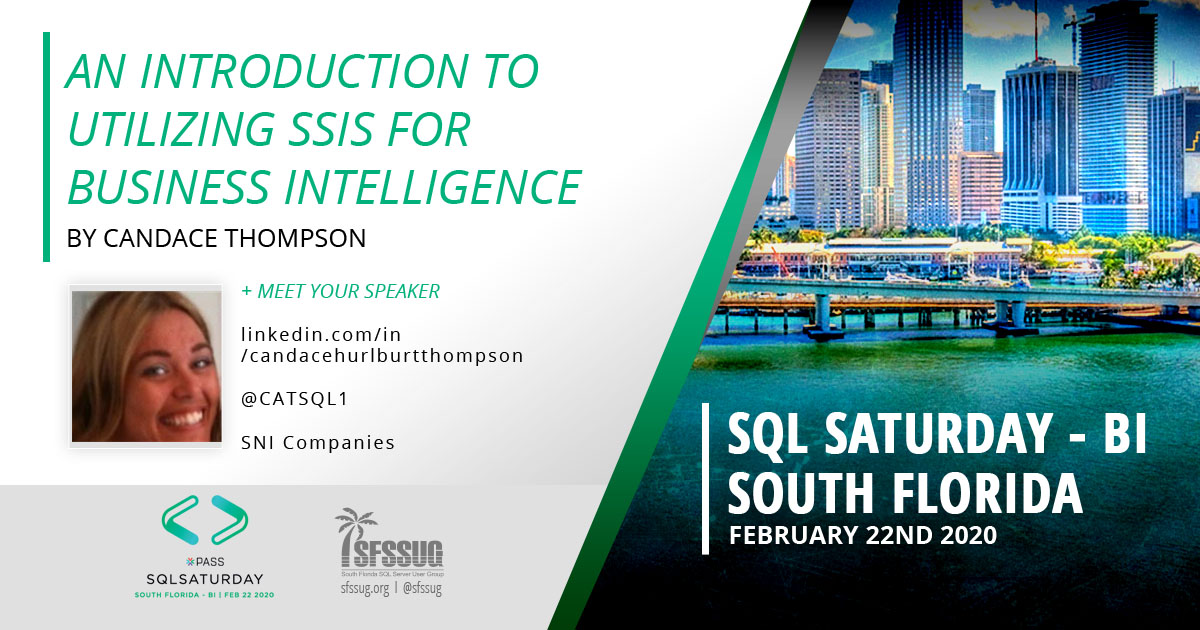 AN INTRODUCTION TO
UTILIZING SSIS FOR
BUSINESS INTELLIGENCE
BY CANDACE THOMPSON
+ MEET YOUR SPEAKER
linkedin.com/in
/candacehurlburtthompson
@CATSQL1
SNI Companies
PASS
SQLSATURDAY
SOUTH FLORIDA - BI | FEB 22 2020
SFSSUG
South Florida SQL Server User Group
sfssug.org | @sfssug
SQL SATURDAY - BI
SOUTH FLORIDA
FEBRUARY 22ND 2020